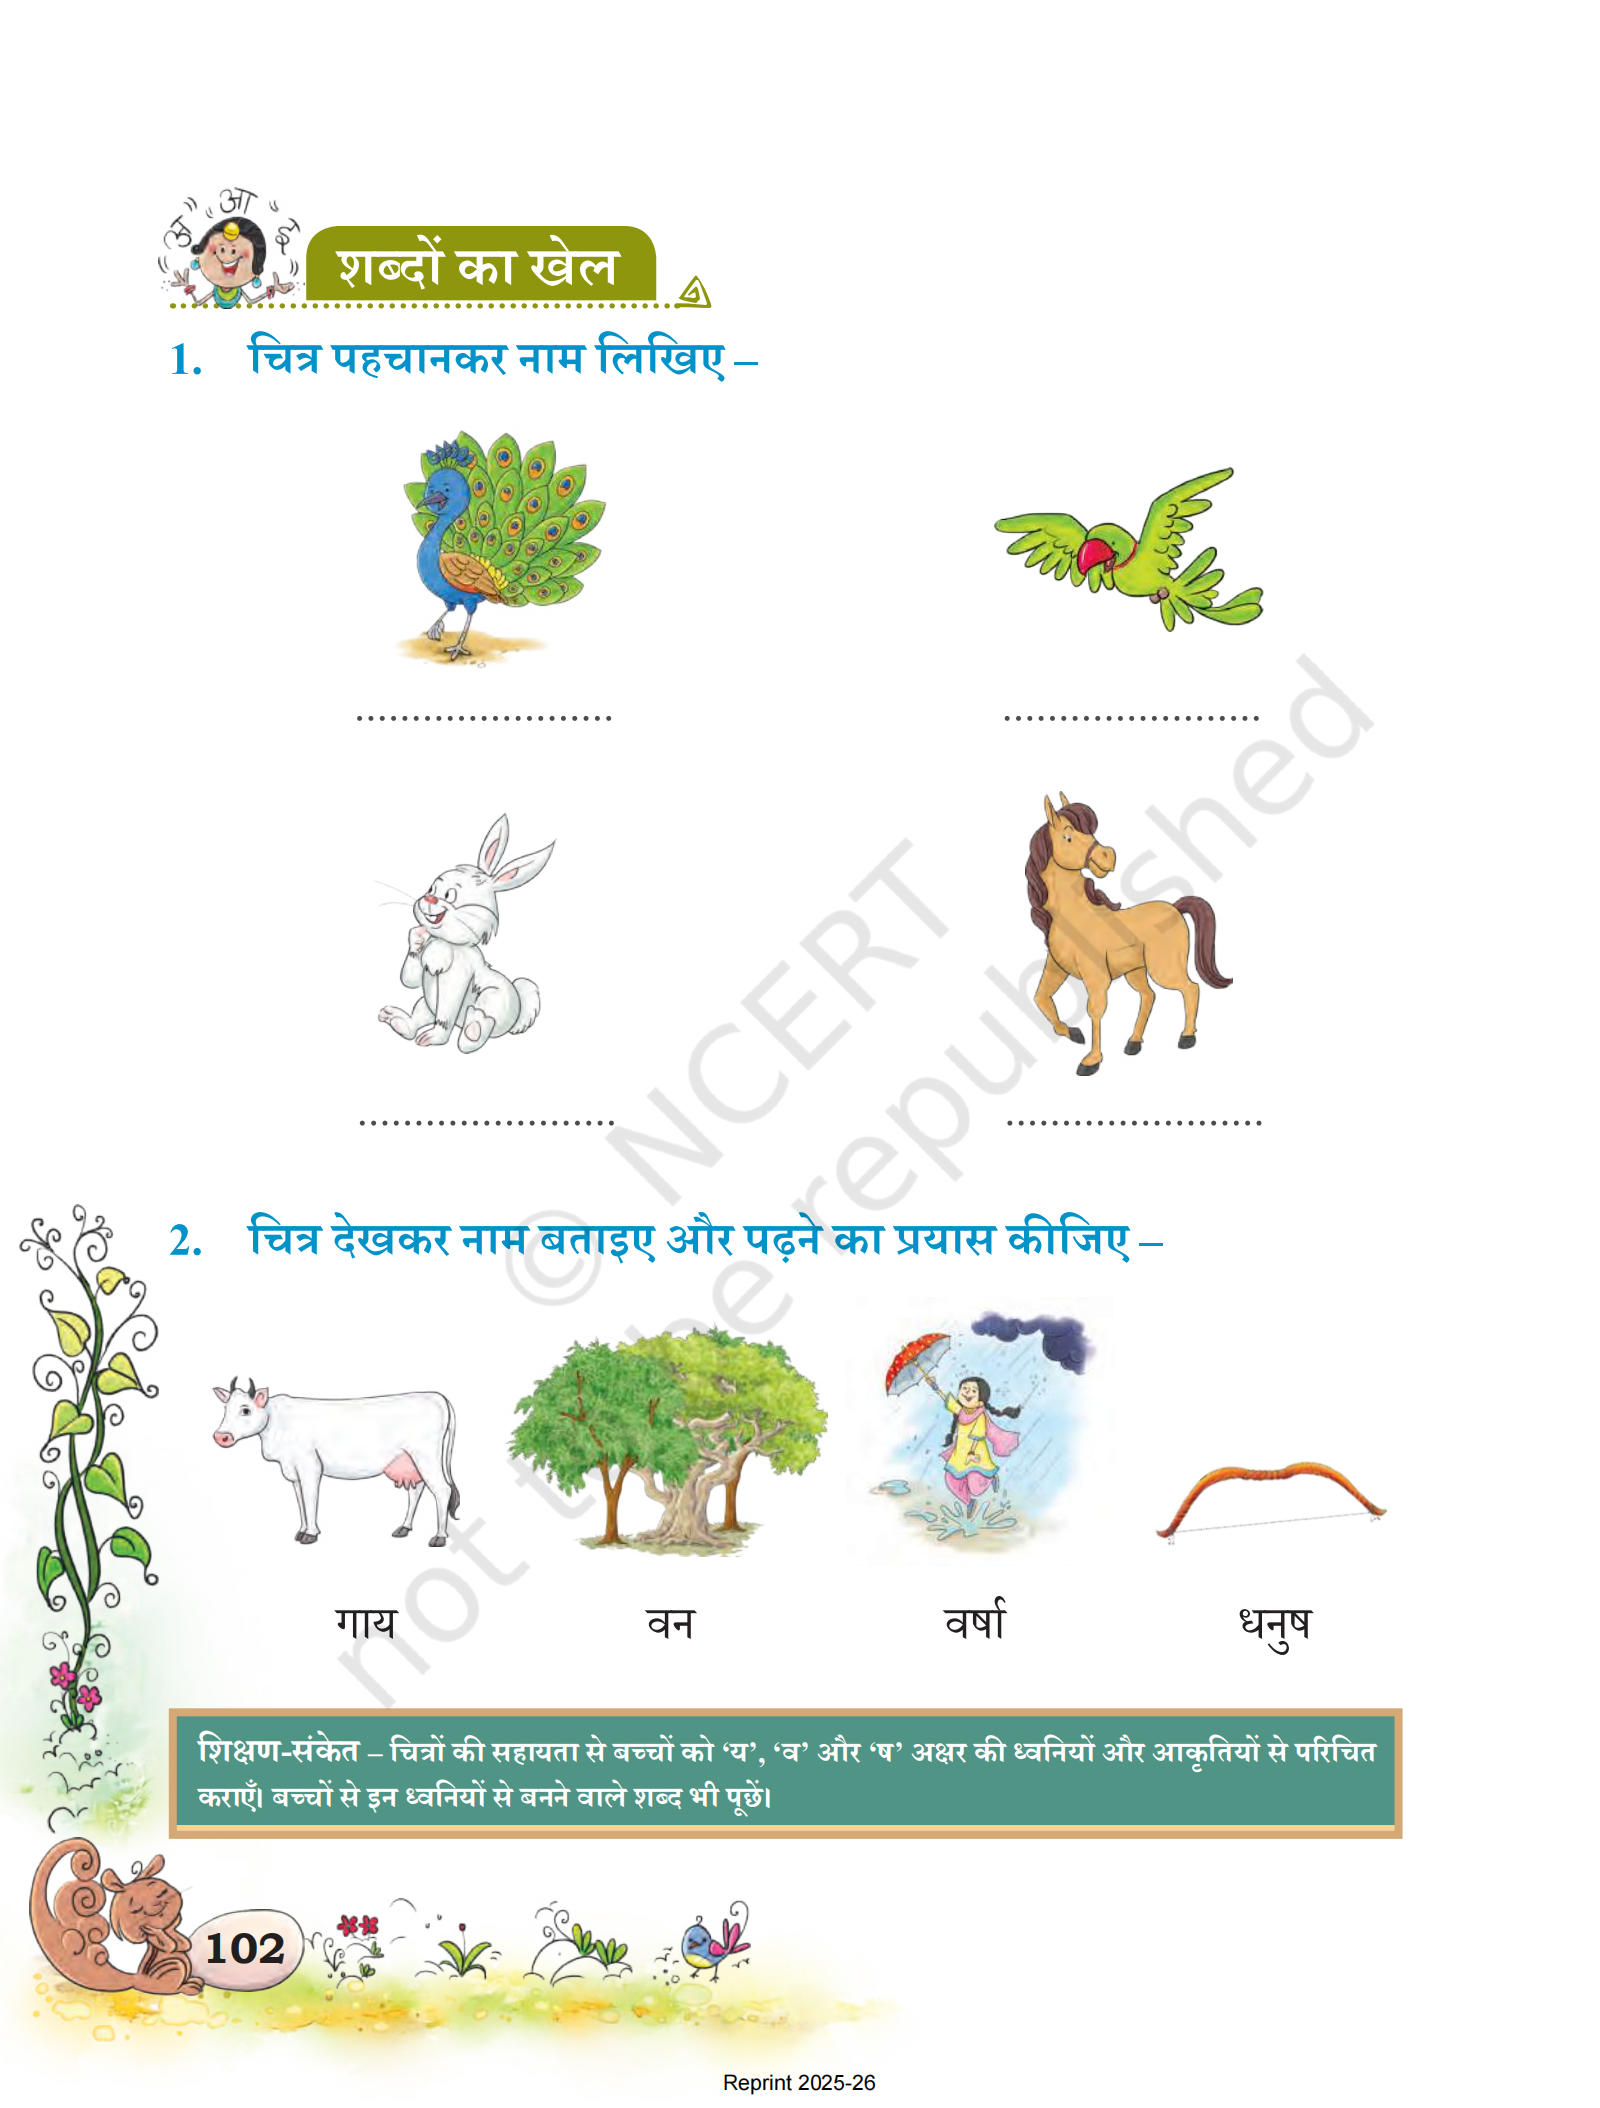 अ आ इ
शब्दों का खेल
1. चित्र पहचानकर नाम लिखिए –
......................
......................
......................
......................
2. चित्र देखकर नाम बताइए और पढ़ने का प्रयास कीजिए –
गाय वन वर्षा धनुष
शिक्षण-संकेत – चित्रों की सहायता से बच्चों को ‘य’, ‘व’ और ‘ष’ अक्षर की ध्वनियों और आकृतियों से परिचित
कराएँ। बच्चों से इन ध्वनियों से बनने वाले शब्द भी पूछें।
102
© NCERT
not to be republished
Reprint 2025-26